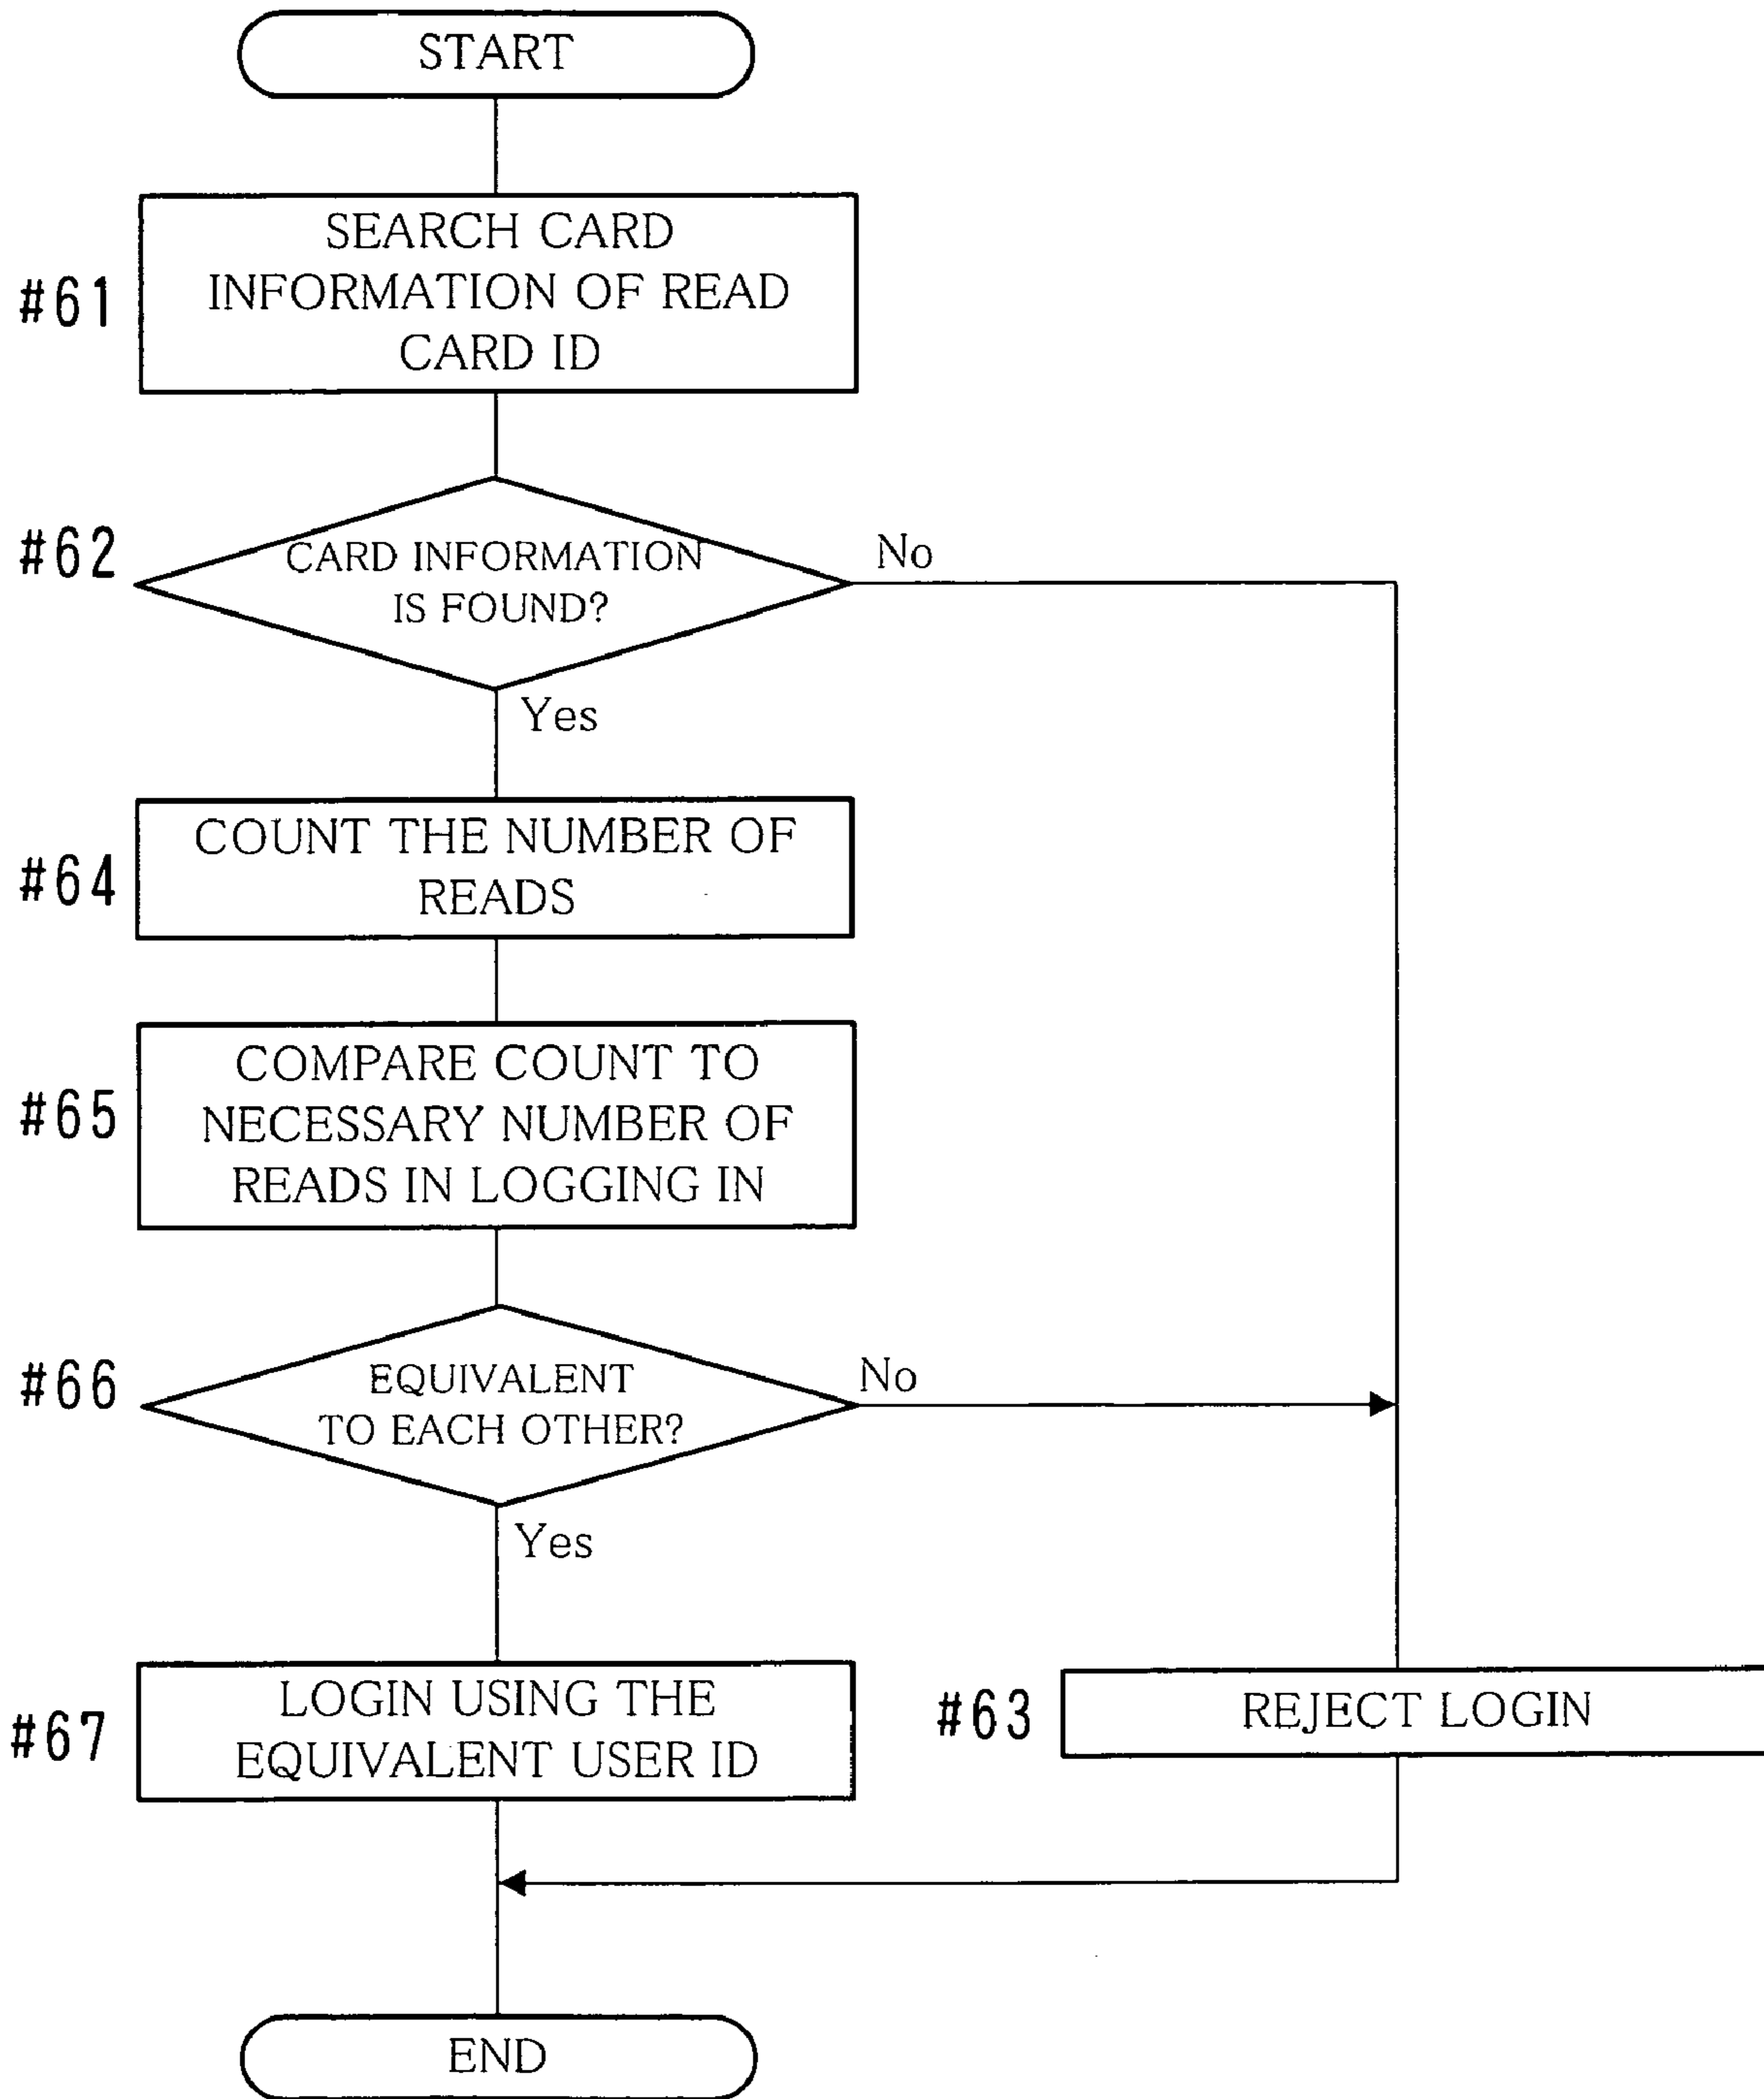 START
#61
SEARCH CARD
INFORMATION OF READ
CARD ID
#62
CARD INFORMATION
IS FOUND?
No
Yes
#64
COUNT THE NUMBER OF
READS
#65
COMPARE COUNT TO
NECESSARY NUMBER OF
READS IN LOGGING IN
#66
EQUIVALENT
TO EACH OTHER?
No
Yes
#67
LOGIN USING THE
EQUIVALENT USER ID
#63
REJECT LOGIN
END